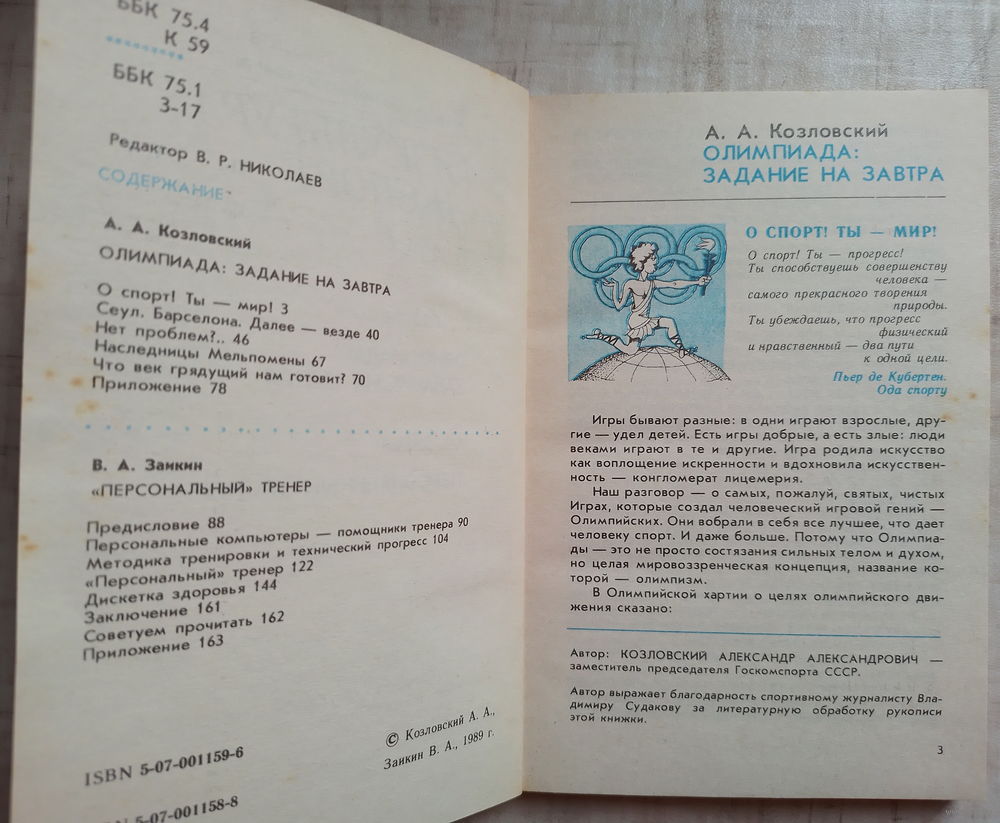 ББК 75.4
К 59
ББК 75.1
З-17
Редактор В. Р. НИКОЛАЕВ
СОДЕРЖАНИЕ
А. А. Козловский
ОЛИМПИАДА: ЗАДАНИЕ НА ЗАВТРА
О спорт! Ты — мир! 3
Сеул. Барселона. Далее — везде 40
Нет проблем?.. 46
Наследницы Мельпомены 67
Что век грядущий нам готовит? 70
Приложение 78
В. А. Заикин
«ПЕРСОНАЛЬНЫЙ» ТРЕНЕР
Предисловие 88
Персональные компьютеры — помощники тренера 90
Методика тренировки и технический прогресс 104
«Персональный» тренер 122
Дискетка здоровья 144
Заключение 161
Советуем прочитать 162
Приложение 163
© Козловский А. А.,
Заикин В. А., 1989 г.
ISBN 5-07-001159-6
5-07-001158-8
А. А. Козловский
ОЛИМПИАДА:
ЗАДАНИЕ НА ЗАВТРА
О СПОРТ! ТЫ — МИР!
О спорт! Ты — прогресс!
Ты способствуешь совершенству
человека —
самого прекрасного творения
природы.
Ты убеждаешь, что прогресс
физический
и нравственный — два пути
к одной цели.
Пьер де Кубертен.
Ода спорту
Игры бывают разные: в одни играют взрослые, дру-
гие — удел детей. Есть игры добрые, а есть злые: люди
веками играют в те и другие. Игра родила искусство
как воплощение искренности и вдохновила искусствен-
ность — конгломерат лицемерия.
Наш разговор — о самых, пожалуй, святых, чистых
Играх, которые создал человеческий игровой гений —
Олимпийских. Они вобрали в себя все лучшее, что дает
человеку спорт. И даже больше. Потому что Олимпиа-
ды — это не просто состязания сильных телом и духом,
но целая мировоззренческая концепция, название ко-
торой — олимпизм.
В Олимпийской хартии о целях олимпийского дви-
жения сказано:
Автор: КОЗЛОВСКИЙ АЛЕКСАНДР АЛЕКСАНДРОВИЧ —
заместитель председателя Госкомспорта СССР.
Автор выражает благодарность спортивному журналисту Вла-
димиру Судакову за литературную обработку рукописи
этой книжки.
3